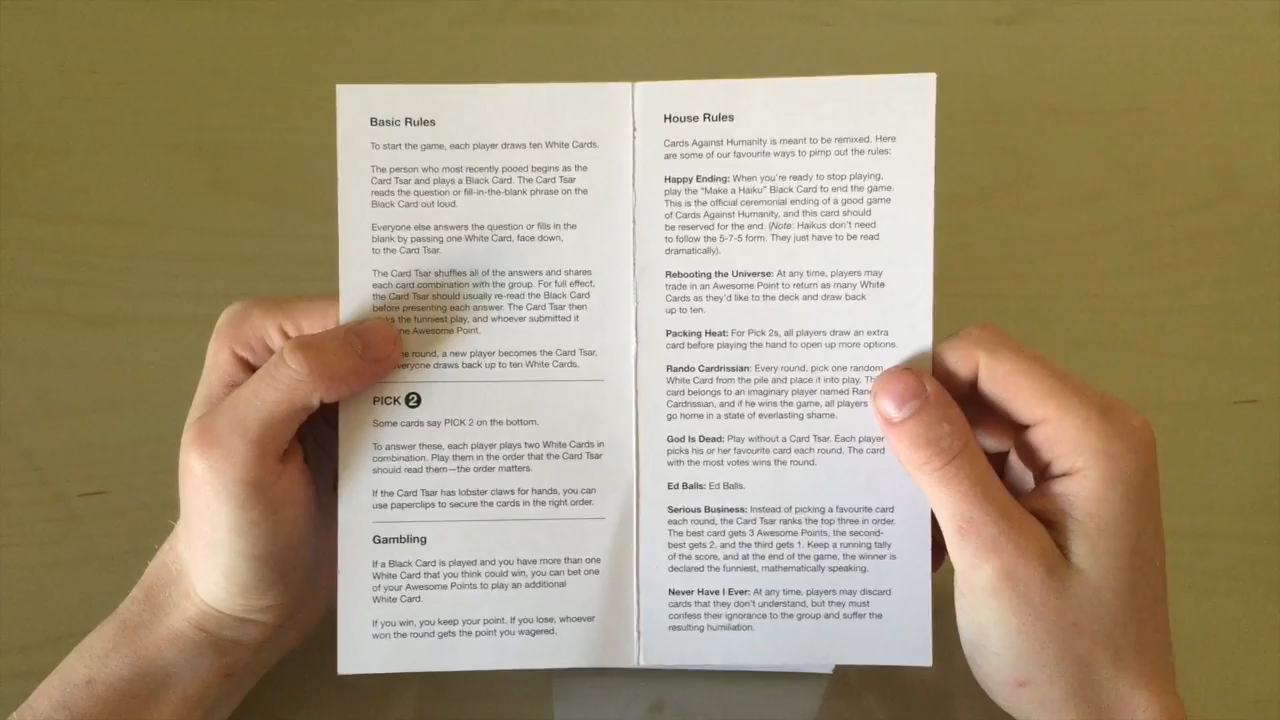 Basic Rules
To start the game, each player draws ten White Cards.
The person who most recently pooed begins as the
Card Tsar and plays a Black Card. The Card Tsar
reads the question or fill-in-the-blank phrase on the
Black Card out loud.
Everyone else answers the question or fills in the
blank by passing one White Card, face down,
to the Card Tsar.
The Card Tsar shuffles all of the answers and shares
each card combination with the group. For full effect,
the Card Tsar should usually re-read the Black Card
before presenting each answer. The Card Tsar then
the funniest play, and whoever submitted it
one Awesome Point.
round, a new player becomes the Card Tsar,
everyone draws back up to ten White Cards.
PICK 2
Some cards say PICK 2 on the bottom.
To answer these, each player plays two White Cards in
combination. Play them in the order that the Card Tsar
should read them—the order matters.
If the Card Tsar has lobster claws for hands, you can
use paperclips to secure the cards in the right order.
Gambling
If a Black Card is played and you have more than one
White Card that you think could win, you can bet one
of your Awesome Points to play an additional
White Card.
If you win, you keep your point. If you lose, whoever
won the round gets the point you wagered.
House Rules
Cards Against Humanity is meant to be remixed. Here
are some of our favourite ways to pimp out the rules:
Happy Ending: When you're ready to stop playing,
play the "Make a Haiku" Black Card to end the game.
This is the official ceremonial ending of a good game
of Cards Against Humanity, and this card should
be reserved for the end. (Note: Haikus don't need
to follow the 5-7-5 form. They just have to be read
dramatically).
Rebooting the Universe: At any time, players may
trade in an Awesome Point to return as many White
Cards as they'd like to the deck and draw back
up to ten.
Packing Heat: For Pick 2s, all players draw an extra
card before playing the hand to open up more options.
Rando Cardrissian: Every round, pick one random
White Card from the pile and place it into play.
card belongs to an imaginary player named
Cardrissian, and if he wins the game, all players
go home in a state of everlasting shame.
God Is Dead: Play without a Card Tsar. Each player
picks his or her favourite card each round. The card
with the most votes wins the round.
Ed Balls: Ed Balls.
Serious Business: Instead of picking a favourite card
each round, the Card Tsar ranks the top three in order.
The best card gets 3 Awesome Points, the second-
best gets 2, and the third gets 1. Keep a running tally
of the score, and at the end of the game, the winner is
declared the funniest, mathematically speaking.
Never Have I Ever: At any time, players may discard
cards that they don't understand, but they must
confess their ignorance to the group and suffer the
resulting humiliation.